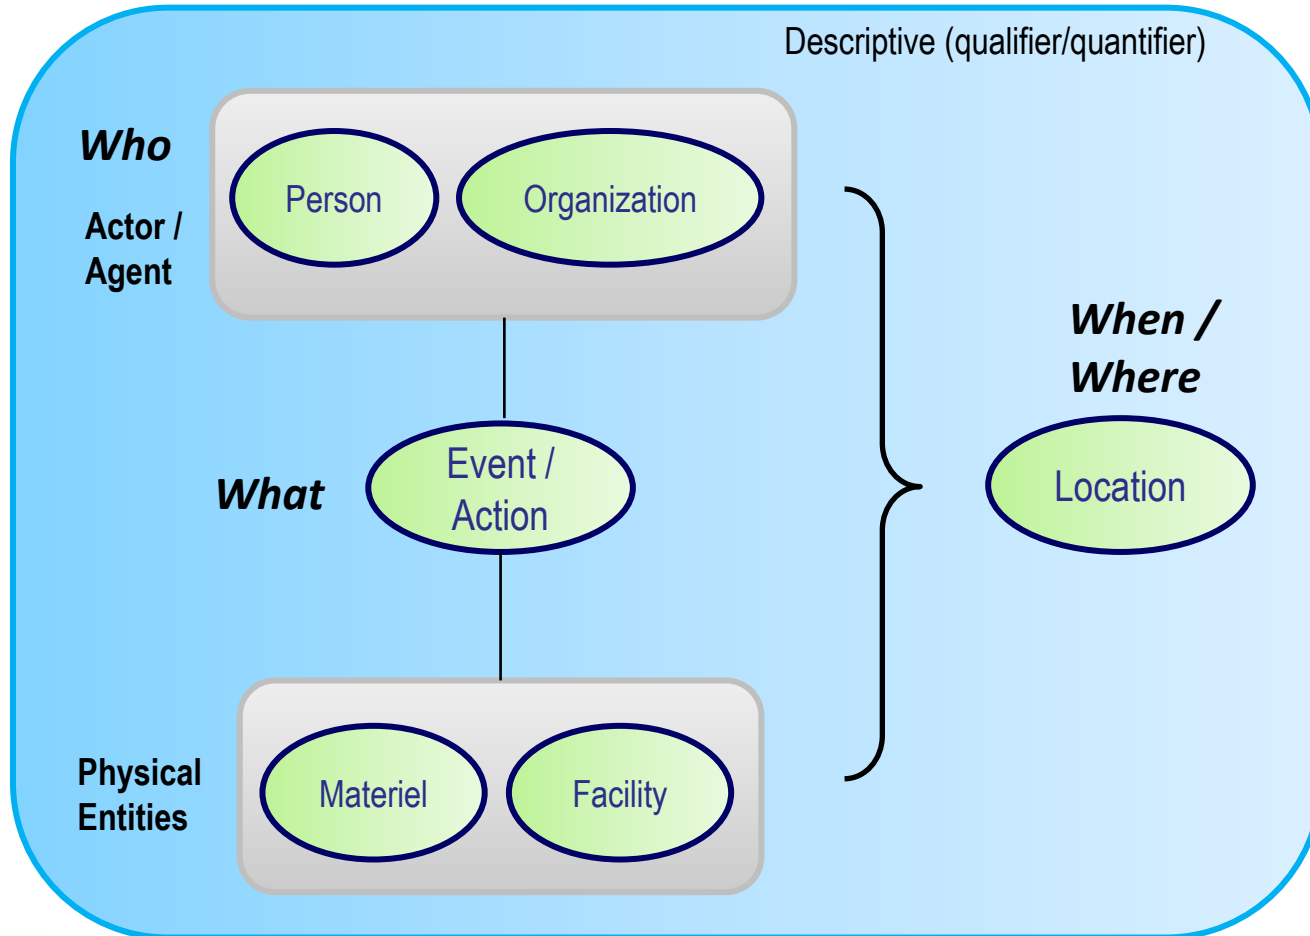 Descriptive (qualifier/quantifier)
Who
Person
Organization
Actor /
Agent
When /
Where
What
Event /
Action
Location
Physical
Entities
Materiel
Facility